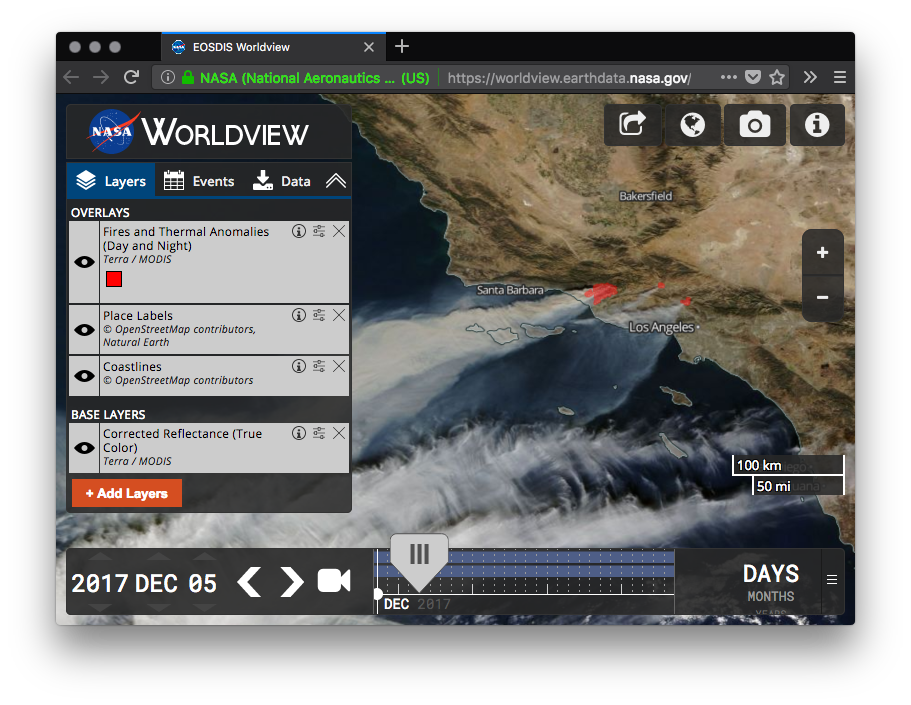 EOSDIS Worldview
NASA (National Aeronautics ... (US)
https://worldview.earthdata.nasa.gov/
NASA
WORLDVIEW
Layers
Events
Data
OVERLAYS
Fires and Thermal Anomalies
(Day and Night)
Terra / MODIS
Place Labels
© OpenStreetMap contributors,
Natural Earth
Coastlines
© OpenStreetMap contributors
BASE LAYERS
Corrected Reflectance (True
Color)
Terra / MODIS
+ Add Layers
Bakersfield
Santa Barbara
Los Angeles
100 km
50 mi
2017 DEC 05
DEC 2017
DAYS
MONTHS
YEARS